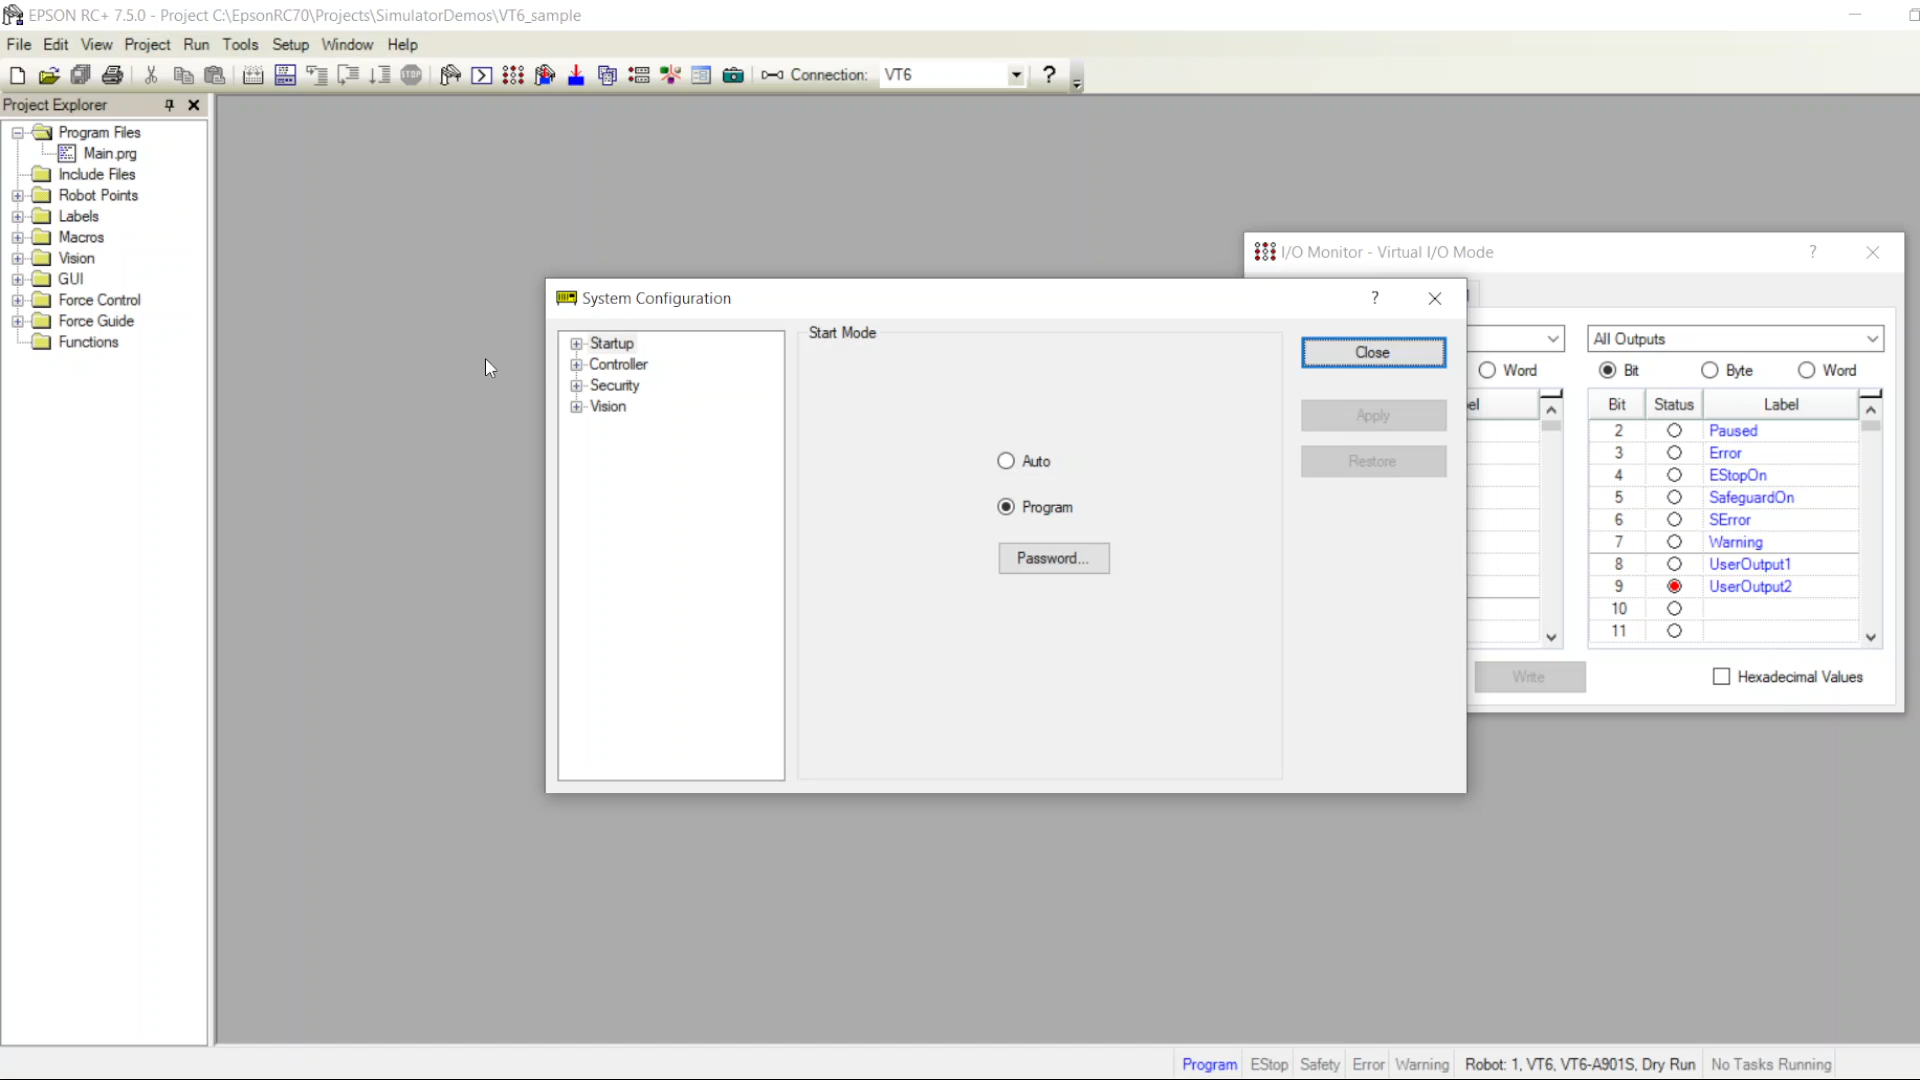 EPSON RC+ 7.5.0 - Project C:\EpsonRC70\Projects\SimulatorDemos\VT6_sample
File Edit View Project Run Tools Setup Window Help
STOP Connection: VT6 ?
Project Explorer
Program Files
Main.prg
Include Files
Robot Points
Labels
Macros
Vision
GUI
Force Control
Force Guide
Functions
System Configuration ?
Startup
Controller
Security
Vision
Start Mode
Auto
Program
Password...
Close
Apply
Restore
I/O Monitor - Virtual I/O Mode ?
All Outputs
Word
Bit Byte Word
el
Bit Status Label
2 Paused
3 Error
4 EStopOn
5 SafeguardOn
6 SError
7 Warning
8 UserOutput1
9 UserOutput2
10
11
Write
Hexadecimal Values
Program EStop Safety Error Warning Robot: 1, VT6, VT6-A901S, Dry Run No Tasks Running